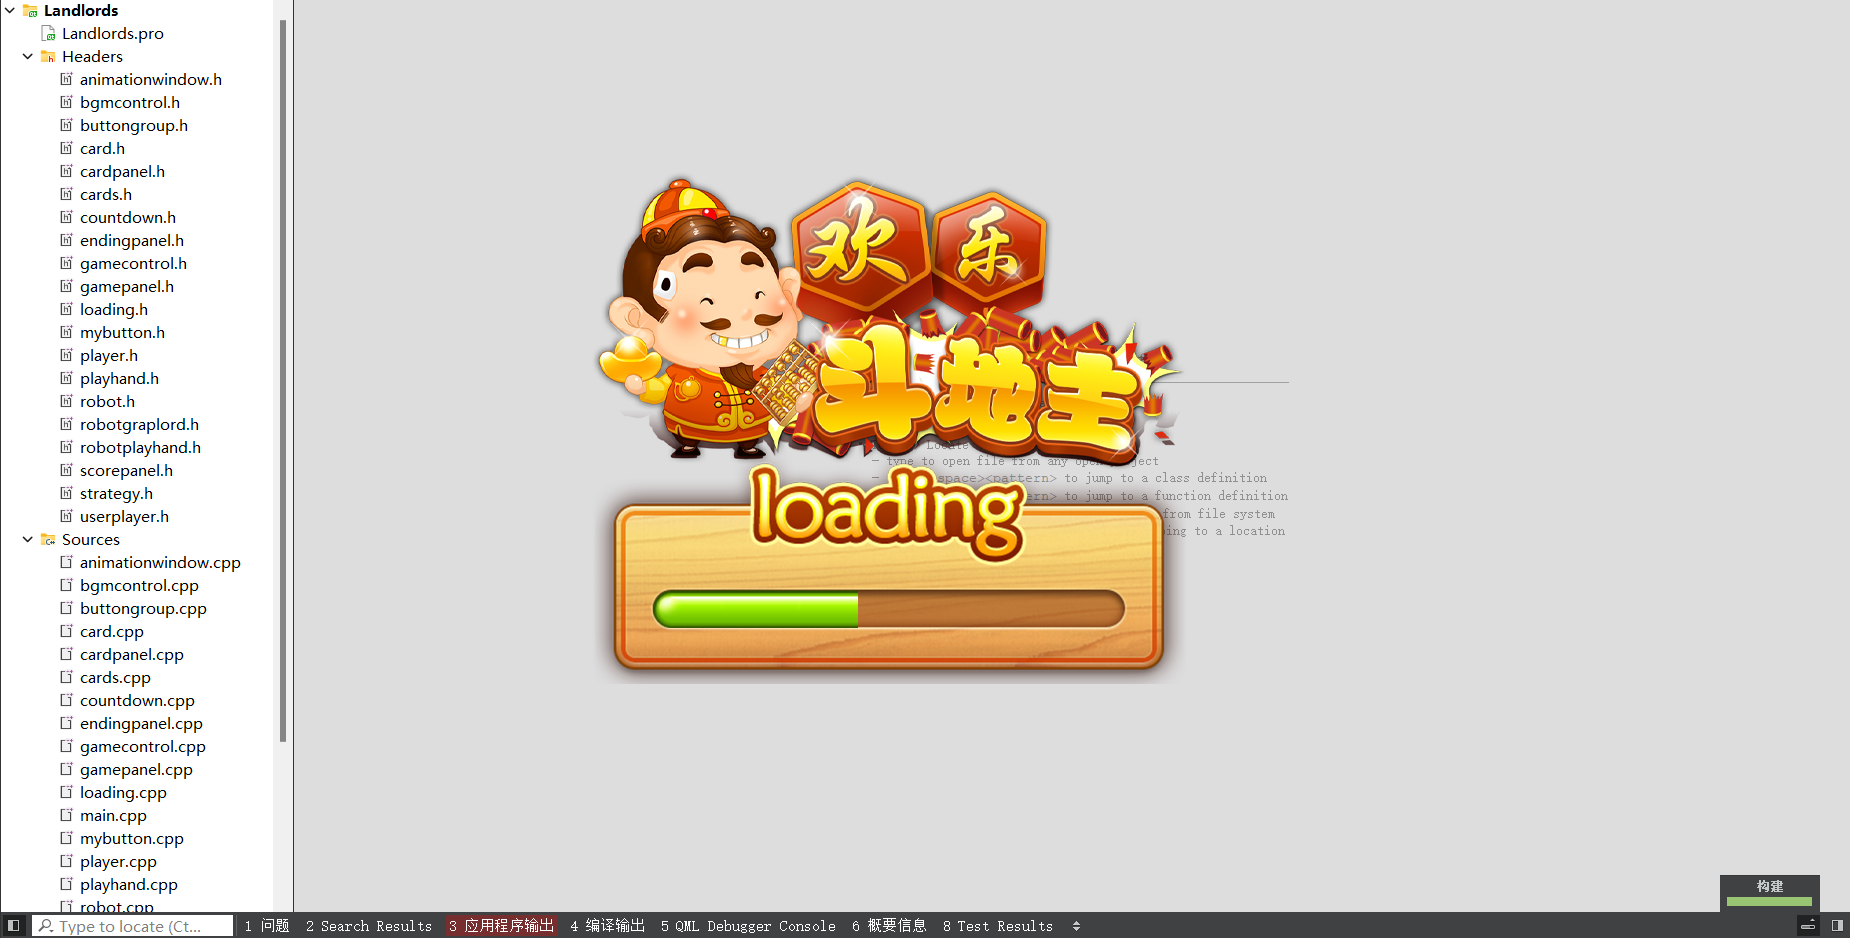 Landlords
Landlords.pro
Headers
animationwindow.h
bgmcontrol.h
buttongroup.h
card.h
cardpanel.h
cards.h
countdown.h
endingpanel.h
gamecontrol.h
gamepanel.h
loading.h
mybutton.h
player.h
playhand.h
robot.h
robotgraplord.h
robotplayhand.h
scorepanel.h
strategy.h
userplayer.h
Sources
animationwindow.cpp
bgmcontrol.cpp
buttongroup.cpp
card.cpp
cardpanel.cpp
cards.cpp
countdown.cpp
endingpanel.cpp
gamecontrol.cpp
gamepanel.cpp
loading.cpp
main.cpp
mybutton.cpp
player.cpp
playhand.cpp
robot.cpp
欢乐
斗地主
Locate
- type to open file from any open project
- space><pattern> to jump to a class definition
to jump to a function definition
from file system
to a location
loading
构建
Type to locate (Ct...
1 问题 2 Search Results 3 应用程序输出 4 编译输出 5 QML Debugger Console 6 概要信息 8 Test Results